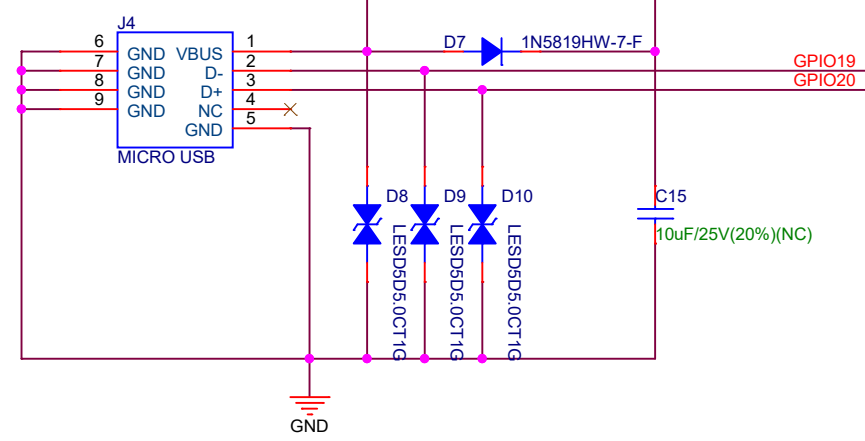 J4
6 GND VBUS 1
7 GND D- 2
8 GND D+ 3
9 GND NC 4
GND 5
MICRO USB
D7 1N5819HW-7-F
GPIO19
GPIO20
D8 D9 D10
LESD5D5.0CT1G
LESD5D5.0CT1G
LESD5D5.0CT1G
C15
10uF/25V(20%)(NC)
GND